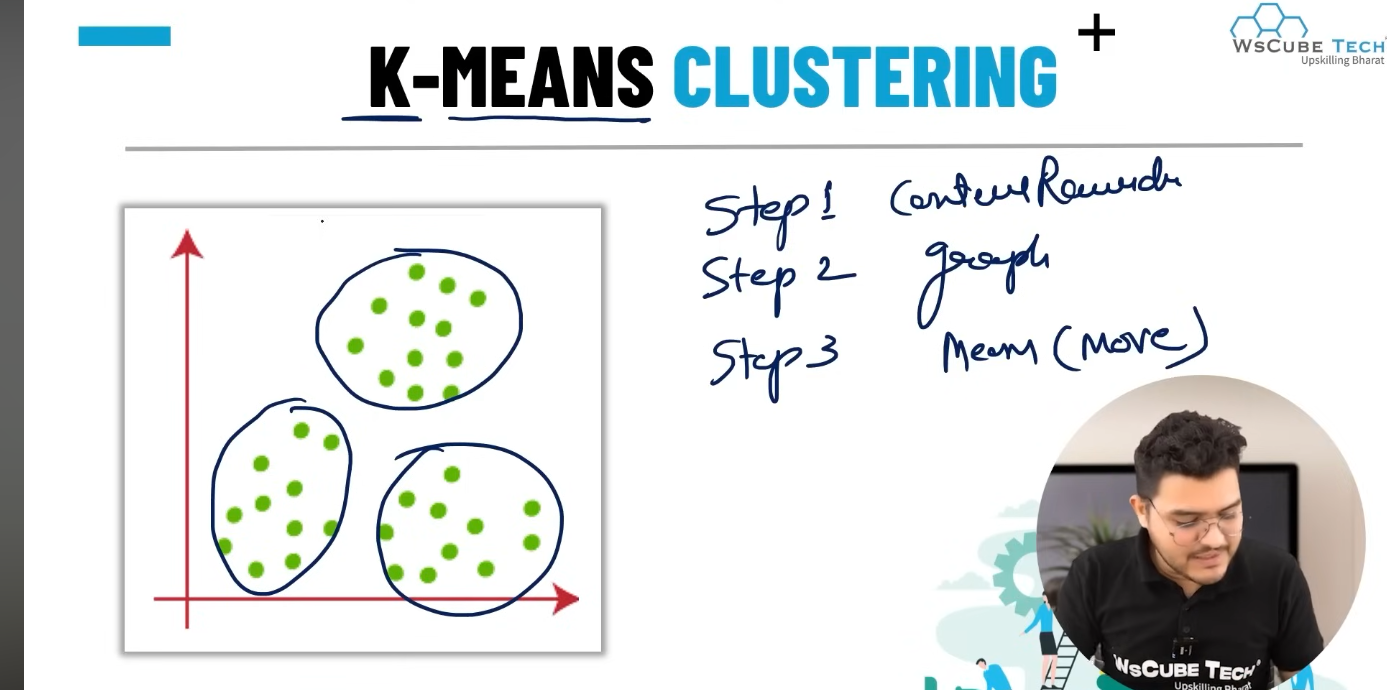 K-MEANS CLUSTERING
WsCube Tech
Upskilling Bharat
Step 1
Step 2 graph
Step 3 Mean (Move)
WsCube Tech
Upskilling Bharat